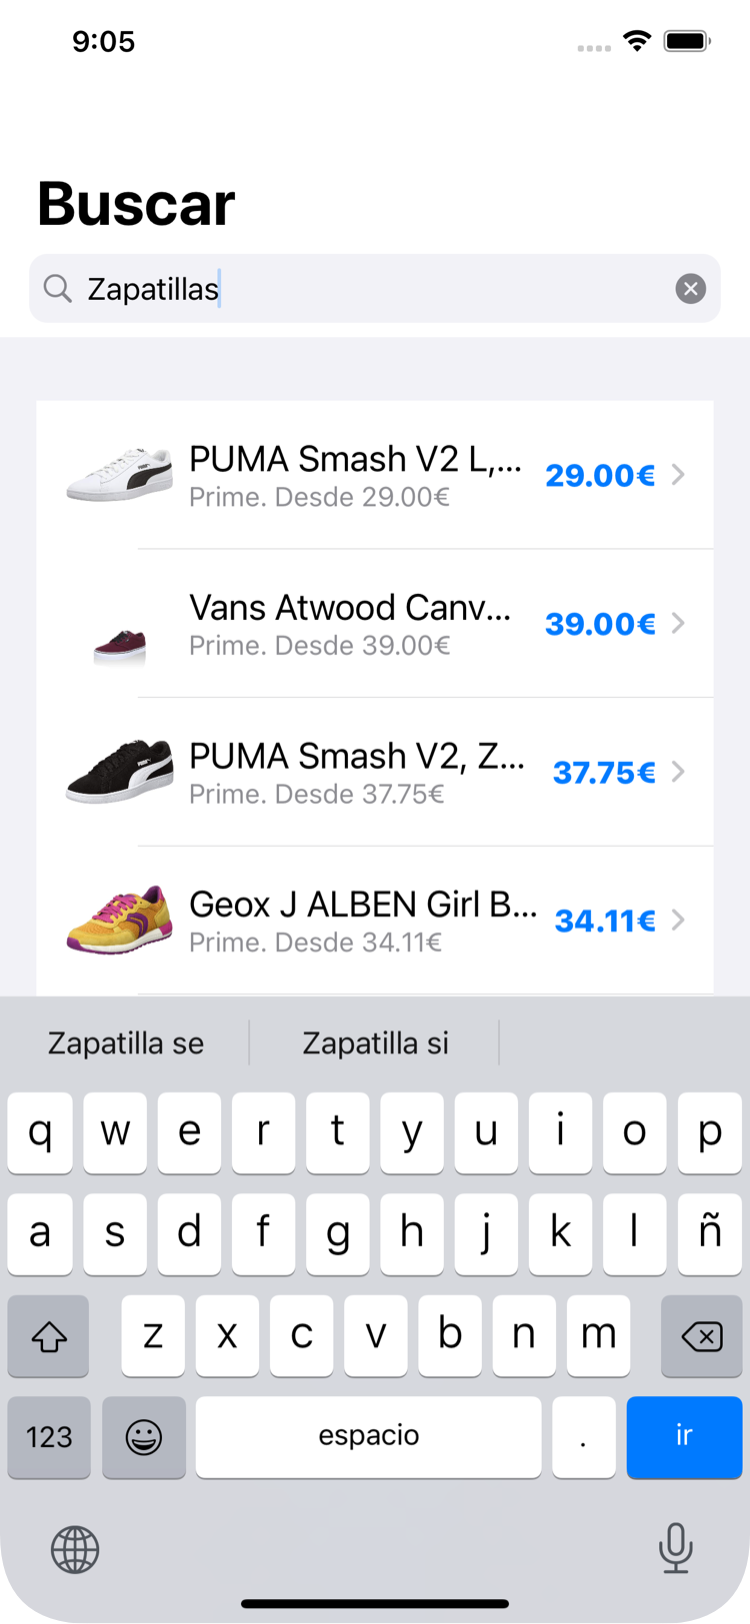 9:05
Buscar
Zapatillas
PUMA Smash V2 L,...
Prime. Desde 29.00€
29.00€
Vans Atwood Canv...
Prime. Desde 39.00€
39.00€
PUMA Smash V2, Z...
Prime. Desde 37.75€
37.75€
Geox J ALBEN Girl B...
Prime. Desde 34.11€
34.11€
Zapatilla se
Zapatilla si
q w e r t y u i o p
a s d f g h j k l ñ
z x c v b n m
123 espacio . ir